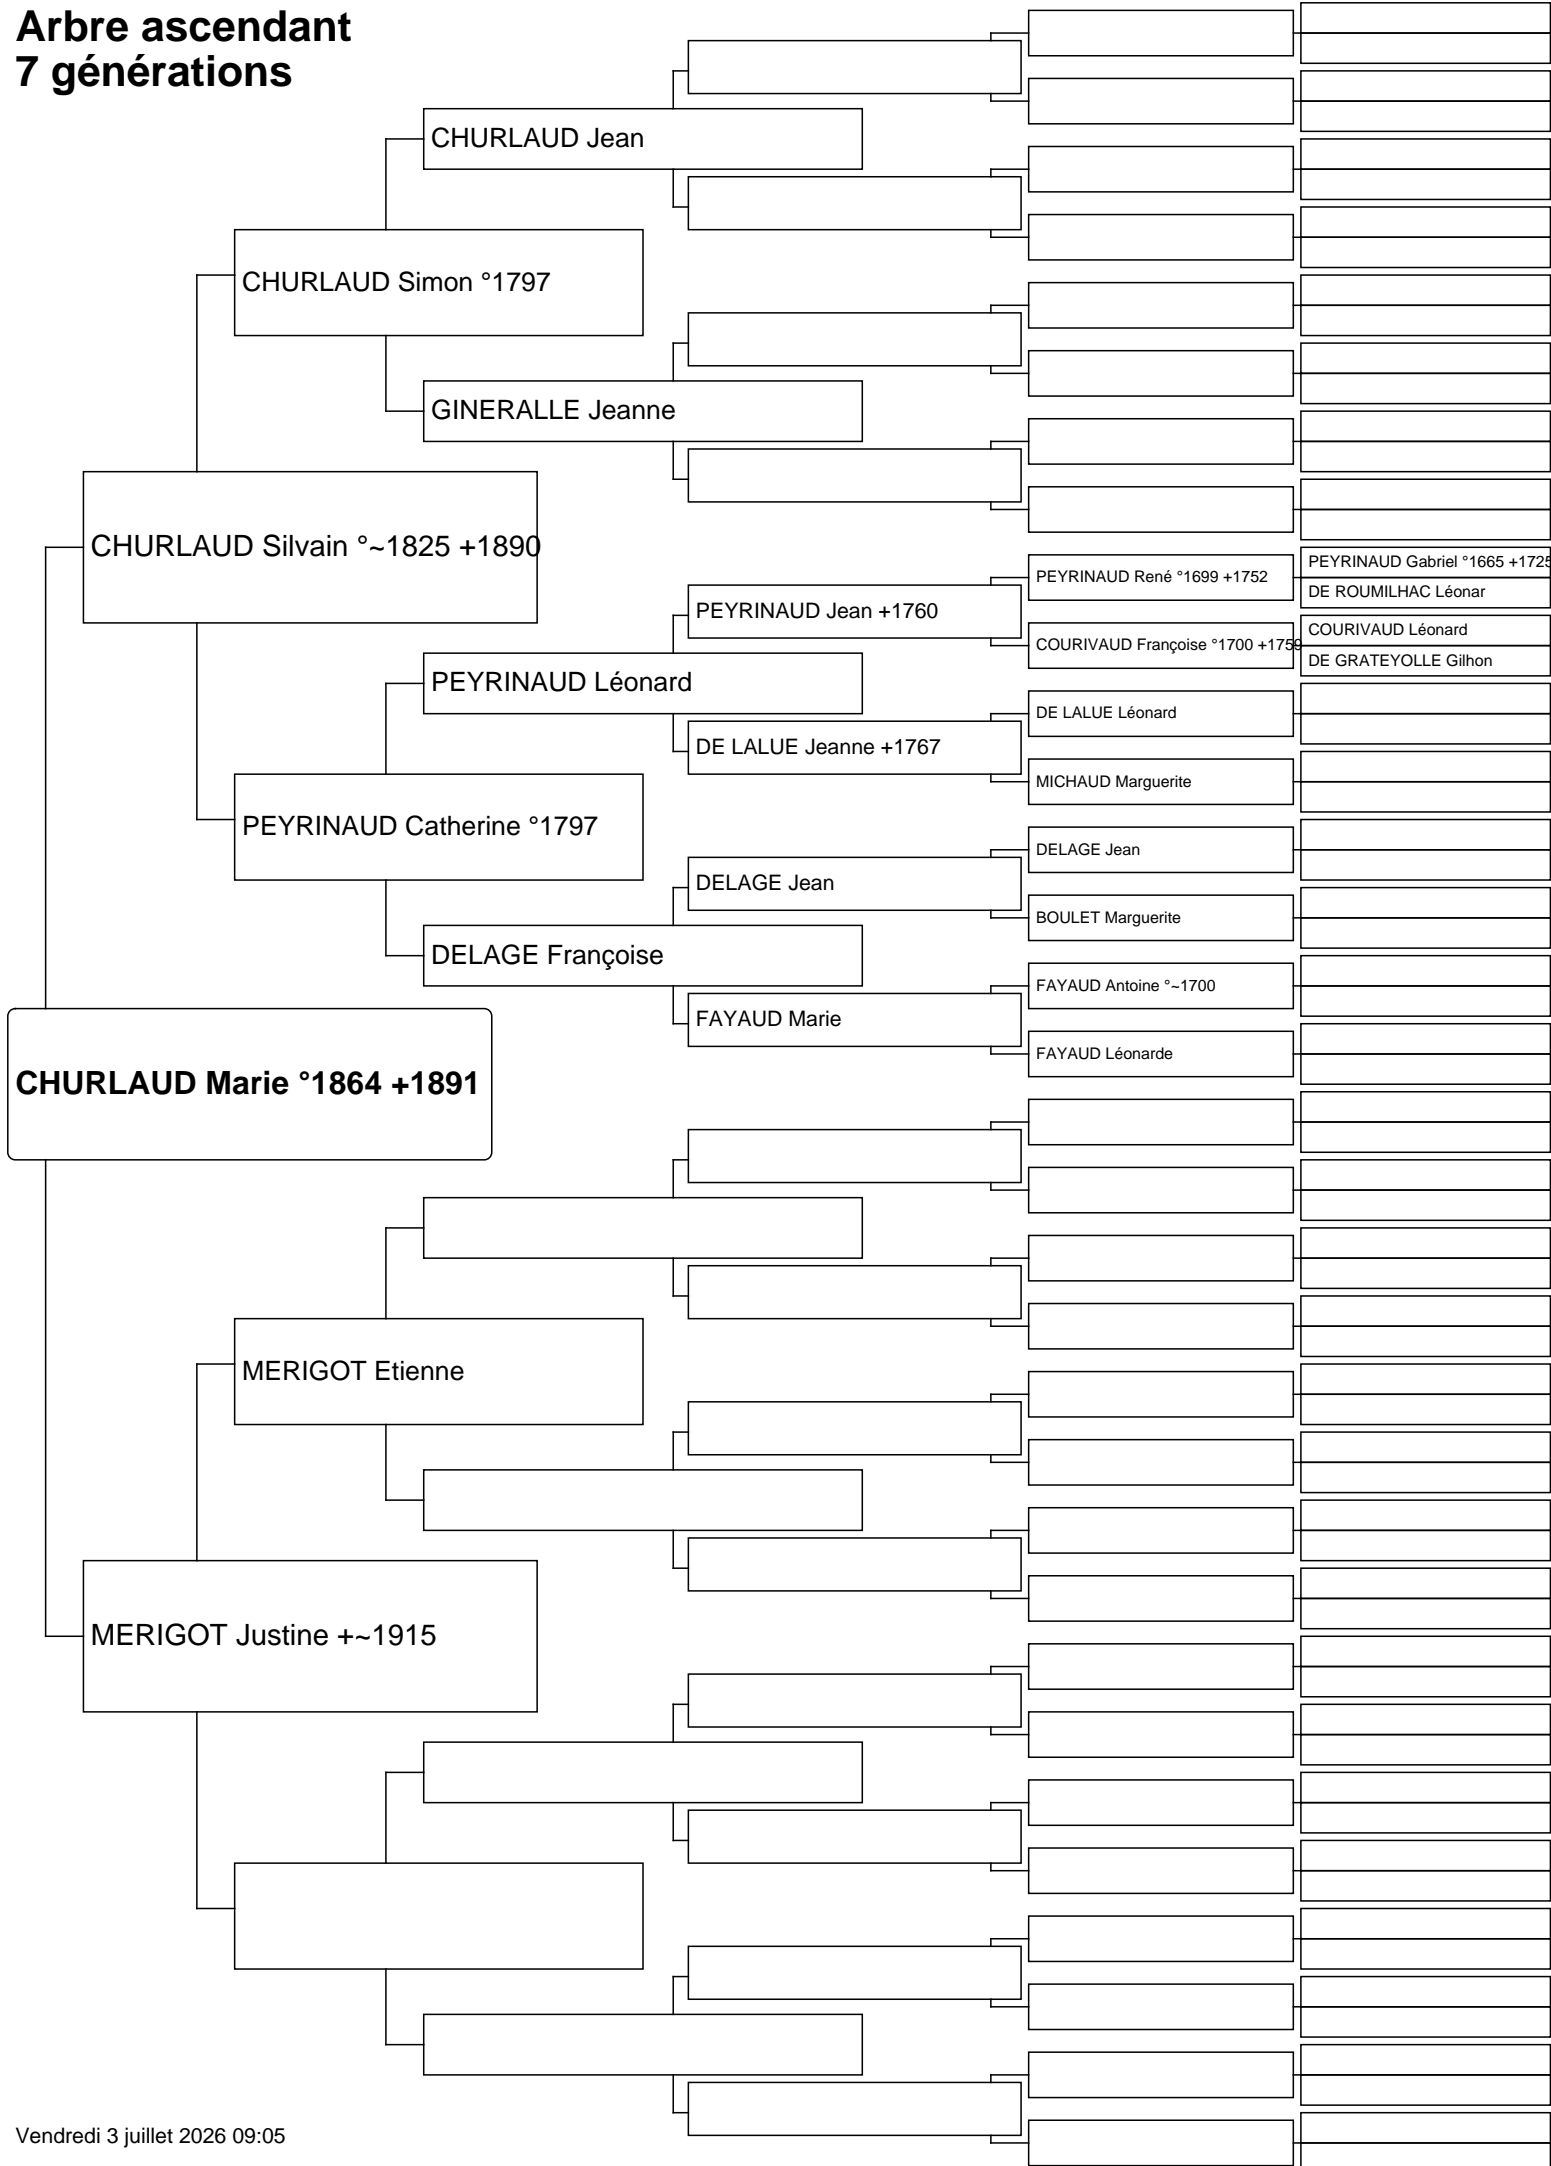 Arbre ascendant
7 générations
CHURLAUD Jean
CHURLAUD Simon °1797
GINERALLE Jeanne
CHURLAUD Silvain °~1825 +1890
PEYRINAUD René °1699 +1752
PEYRINAUD Gabriel °1665 +1725
DE ROUMILHAC Léonar
PEYRINAUD Jean +1760
COURIVAUD Françoise °1700 +1759
COURIVAUD Léonard
DE GRATEYOLLE Gilhon
PEYRINAUD Léonard
DE LALUE Léonard
DE LALUE Jeanne +1767
MICHAUD Marguerite
PEYRINAUD Catherine °1797
DELAGE Jean
DELAGE Jean
BOULET Marguerite
DELAGE Françoise
FAYAUD Antoine °~1700
FAYAUD Marie
FAYAUD Léonarde
CHURLAUD Marie °1864 +1891
MERIGOT Etienne
MERIGOT Justine +~1915
Vendredi 3 juillet 2026 09:05